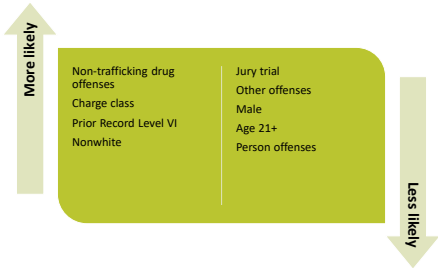 More likely
Non-trafficking drug
offenses
Charge class
Prior Record Level VI
Nonwhite
Jury trial
Other offenses
Male
Age 21+
Person offenses
Less likely